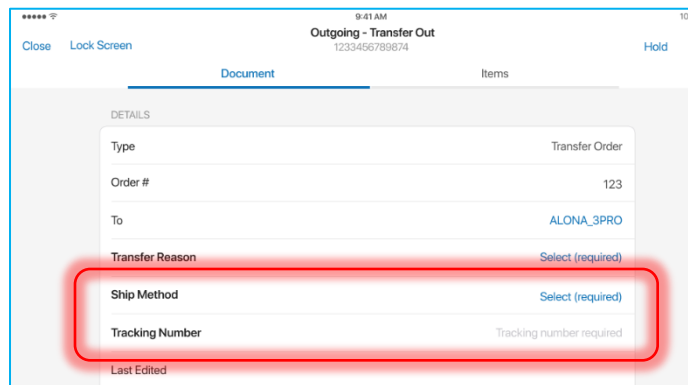 9:41 AM
10
Close Lock Screen Outgoing - Transfer Out Hold
1233456789874
Document Items
DETAILS
Type Transfer Order
Order # 123
To ALONA_3PRO
Transfer Reason Select (required)
Ship Method Select (required)
Tracking Number Tracking number required
Last Edited